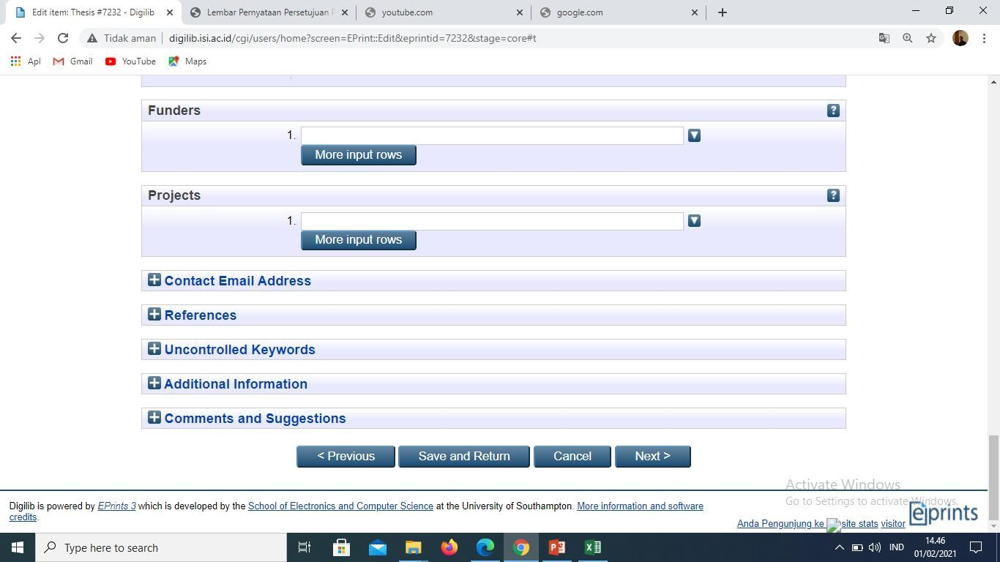 Edit item: Thesis #7232 - Digilib
Lembar Pernyataan Persetujuan
youtube.com
google.com
Tidak aman
digilib.isi.ac.id/cgi/users/home?screen=EPrint::Edit&eprintid=7232&stage=core#t
Apl Gmail YouTube Maps
Funders ?
1.
More input rows
Projects ?
1.
More input rows
Contact Email Address
References
Uncontrolled Keywords
Additional Information
Comments and Suggestions
< Previous Save and Return Cancel Next >
Activate Windows
Go to Settings to activate Windows.
Digilib is powered by EPrints 3 which is developed by the School of Electronics and Computer Science at the University of Southampton. More information and software
credits.
eprints
Anda Pengunjung ke site stats visitor
Type here to search
IND
14.46
01/02/2021